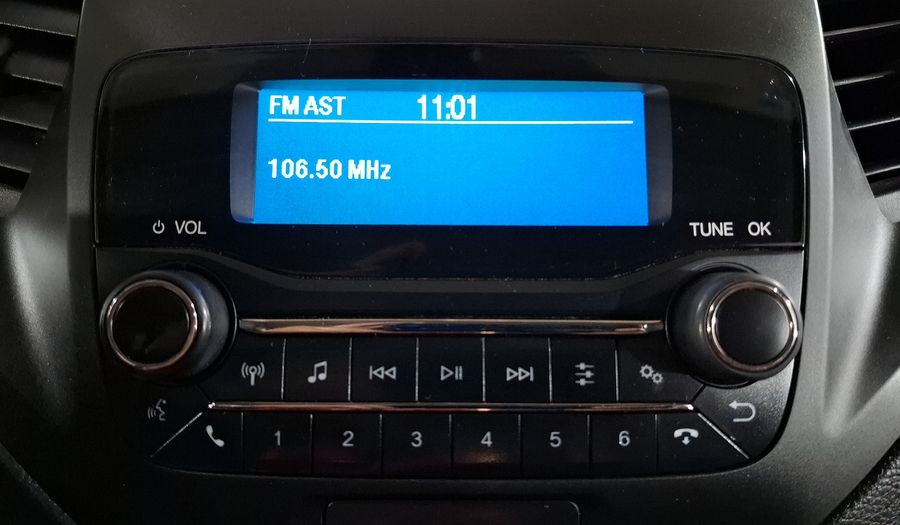 FM AST 11:01
106.50 MHz
VOL
TUNE OK
1 2 3 4 5 6